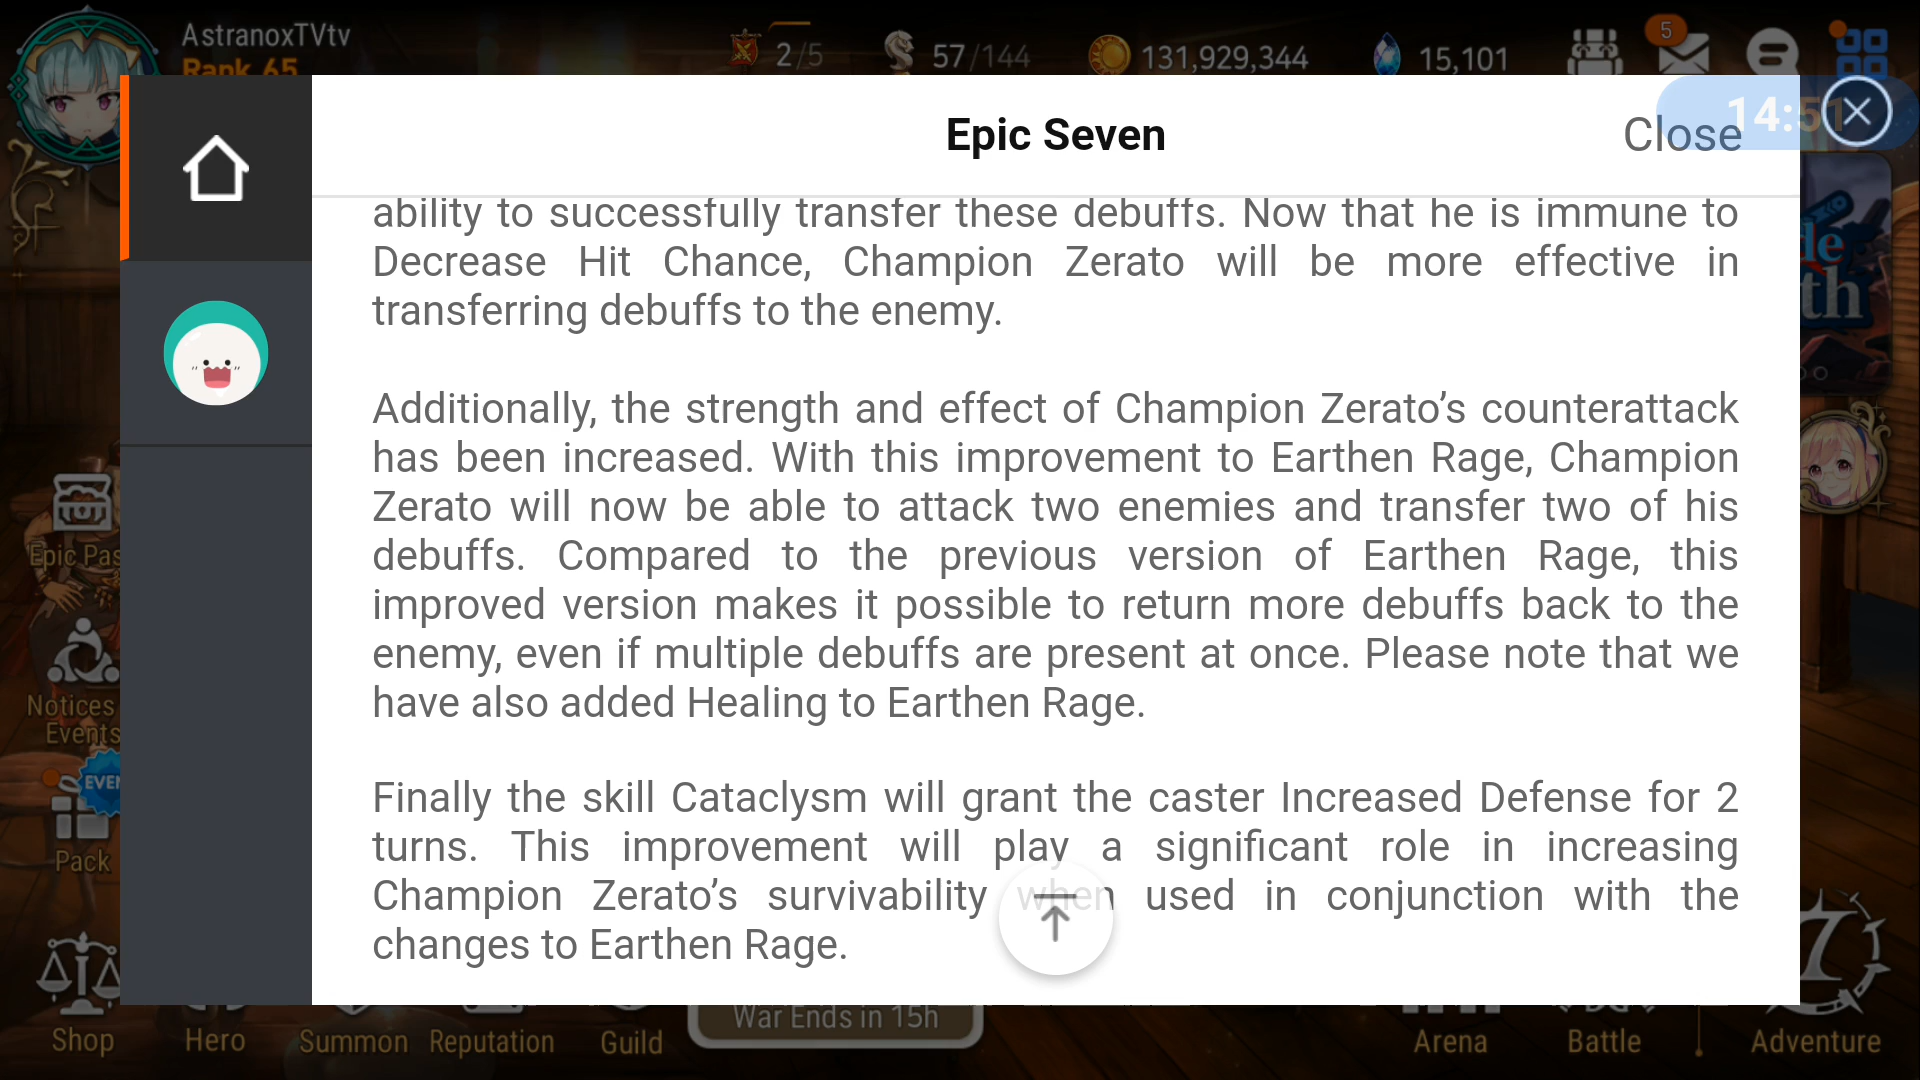 AstranoxTVtv
Rank 65
2/5
57/144
131,929,344
15,101
5
14:51
Epic Seven
Close
ability to successfully transfer these debuffs. Now that he is immune to
Decrease Hit Chance, Champion Zerato will be more effective in
transferring debuffs to the enemy.
Additionally, the strength and effect of Champion Zerato’s counterattack
has been increased. With this improvement to Earthen Rage, Champion
Zerato will now be able to attack two enemies and transfer two of his
debuffs. Compared to the previous version of Earthen Rage, this
improved version makes it possible to return more debuffs back to the
enemy, even if multiple debuffs are present at once. Please note that we
have also added Healing to Earthen Rage.
Finally the skill Cataclysm will grant the caster Increased Defense for 2
turns. This improvement will play a significant role in increasing
Champion Zerato’s survivability when used in conjunction with the
changes to Earthen Rage.
de
th
Epic Pas
Notices
Events
EVEN
Pack
War Ends in 15h
Shop
Hero
Summon
Reputation
Guild
Arena
Battle
Adventure